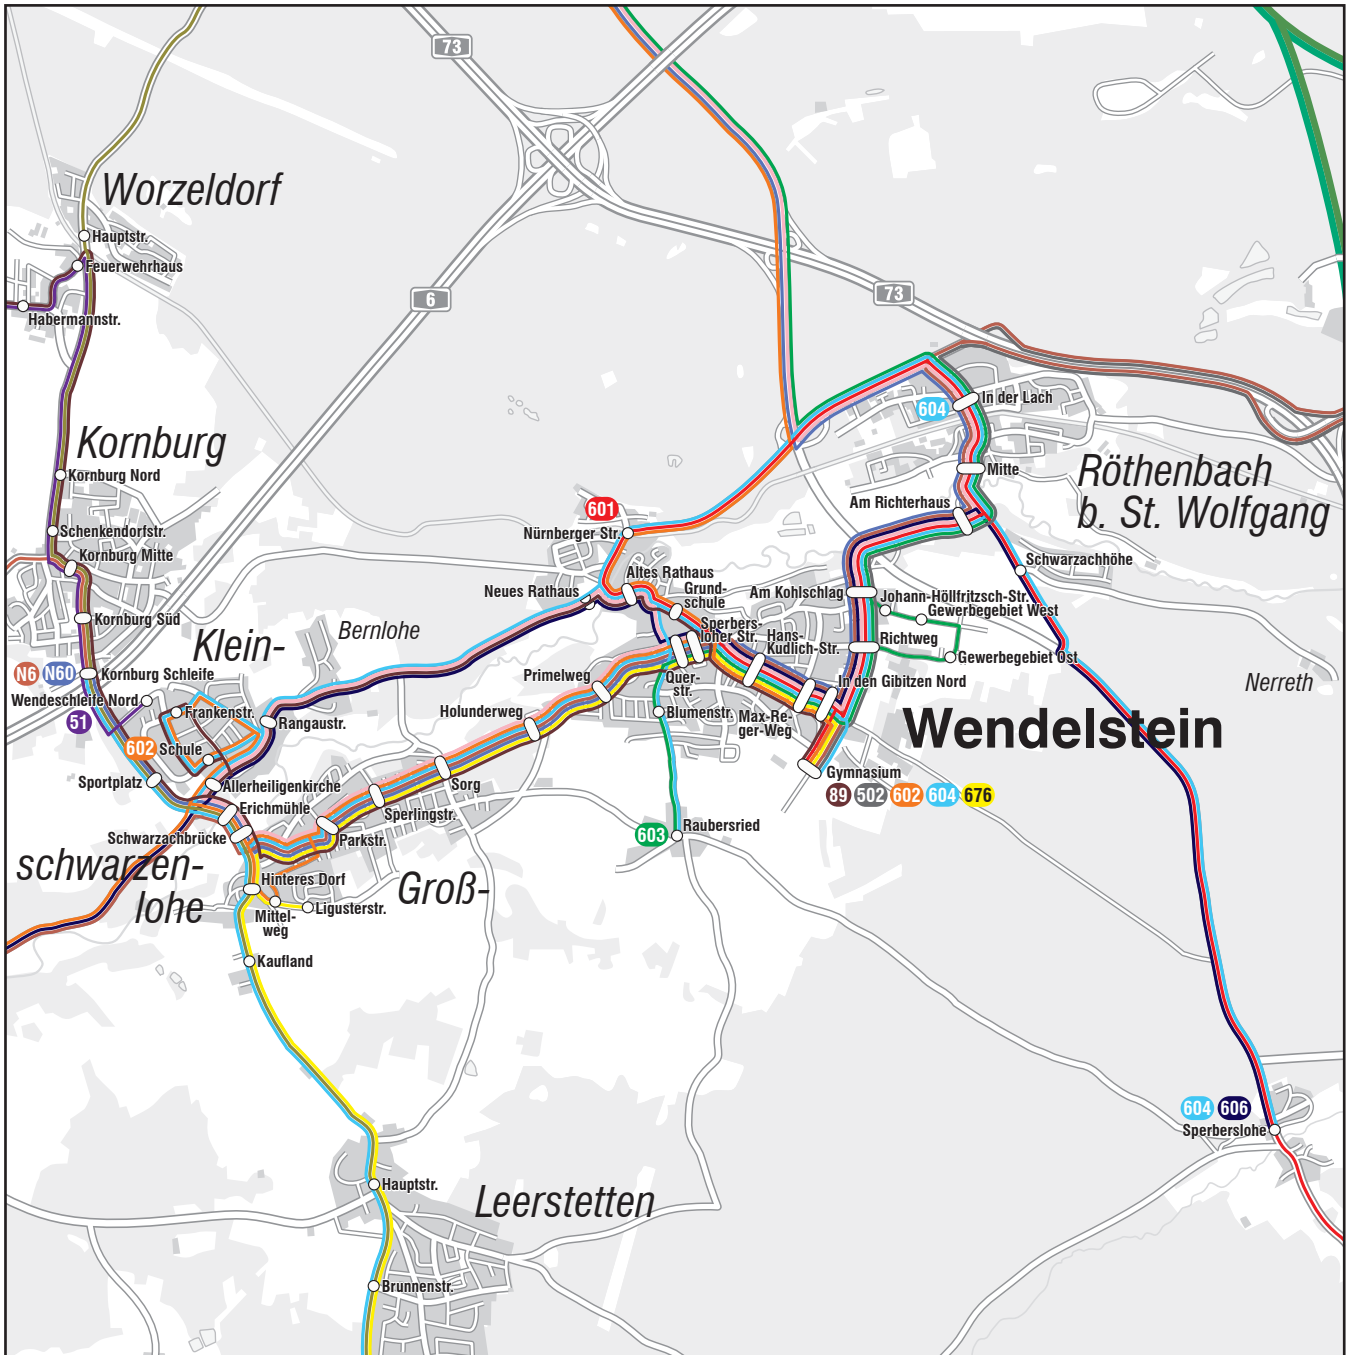 73
Worzeldorf
Hauptstr.
Feuerwehrhaus
Habermannstr.
6
73
In der Lach
604
Kornburg
Kornburg Nord
Mitte
Röthenbach
b. St. Wolfgang
Am Richterhaus
601
Nürnberger Str.
Schenkendorfstr.
Kornburg Mitte
Schwarzachhöhe
Altes Rathaus
Neues Rathaus
Grund-
schule
Am Kohlschlag
Johann-Höllfritzsch-Str.
Gewerbegebiet West
Kornburg Süd
Klein-
Bernlohe
Sperbers-
loher Str.
Hans-
Kudlich-Str.
Richtweg
Gewerbegebiet Ost
N6
N60
Kornburg Schleife
Primelweg
Quer-
str.
In den Gibitzen Nord
Nerreth
Wendeschleife Nord
51
Frankenstr.
Rangaustr.
Holunderweg
Blumenstr.
Max-Re-
ger-Weg
Wendelstein
602
Schule
Sportplatz
Allerheiligenkirche
Sorg
Gymnasium
89
502
602
604
676
Erichmühle
Sperlingstr.
Schwarzachbrücke
Parkstr.
603
Raubersried
schwarzen-
lohe
Hinteres Dorf
Groß-
Mittel-
weg
Ligusterstr.
Kaufland
604
606
Sperberslohe
Hauptstr.
Leerstetten
Brunnenstr.